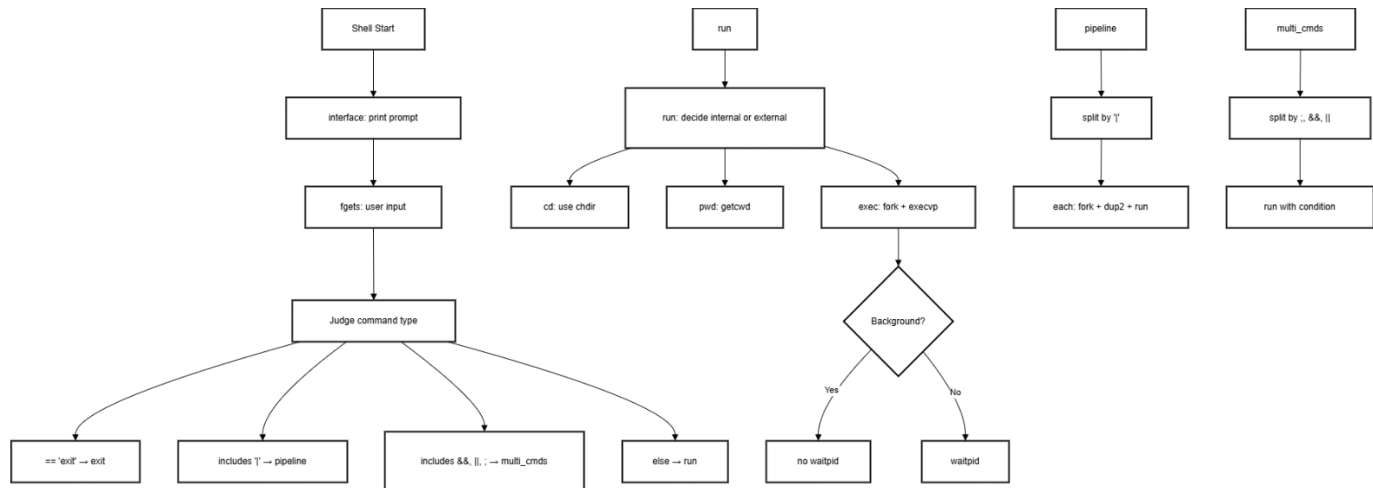 Shell Start
interface: print prompt
fgets: user input
Judge command type
== 'exit' → exit
includes '|' → pipeline
includes &&, ||, ; → multi_cmds
else → run
run
run: decide internal or external
cd: use chdir
pwd: getcwd
exec: fork + execvp
Background?
Yes
No
no waitpid
waitpid
pipeline
split by '|'
each: fork + dup2 + run
multi_cmds
split by ;, &&, ||
run with condition